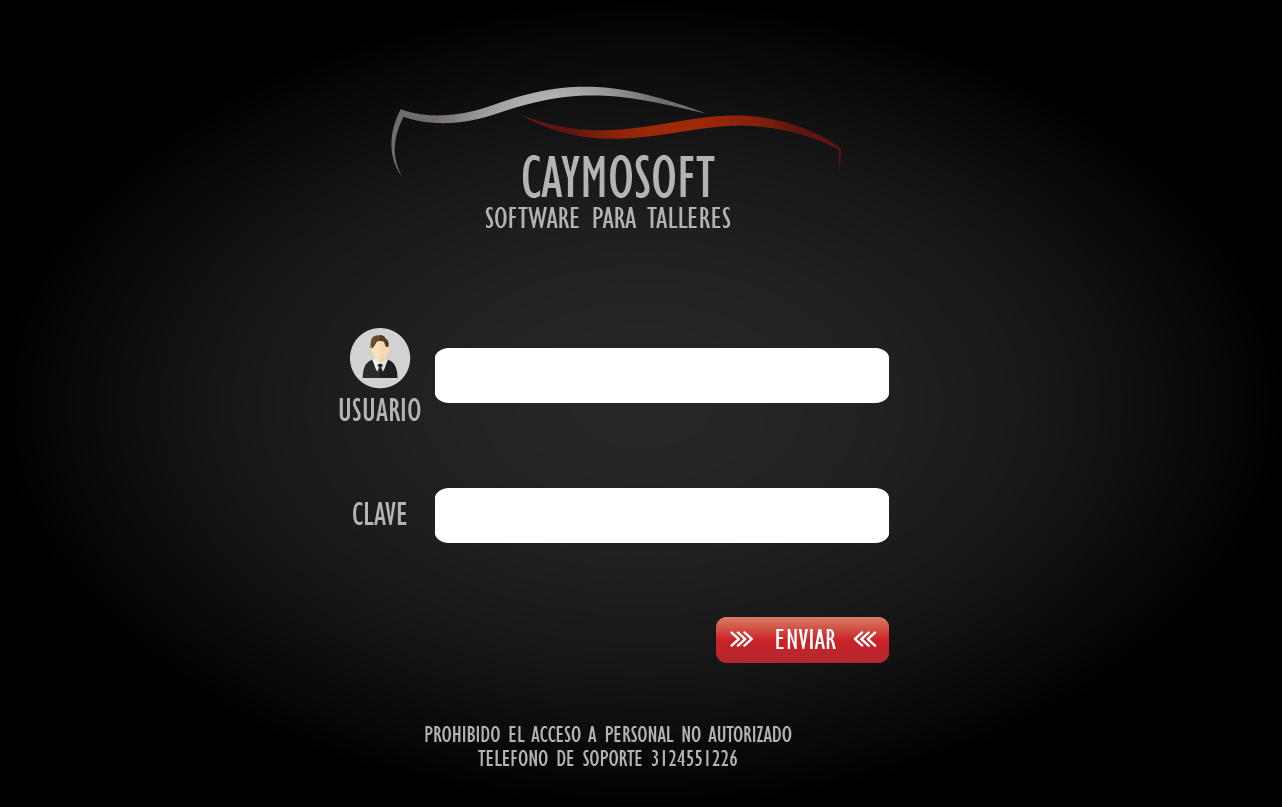 CAYMOSOFT
SOFTWARE PARA TALLERES
USUARIO
CLAVE
ENVIAR
PROHIBIDO EL ACCESO A PERSONAL NO AUTORIZADO
TELEFONO DE SOPORTE 3124551226